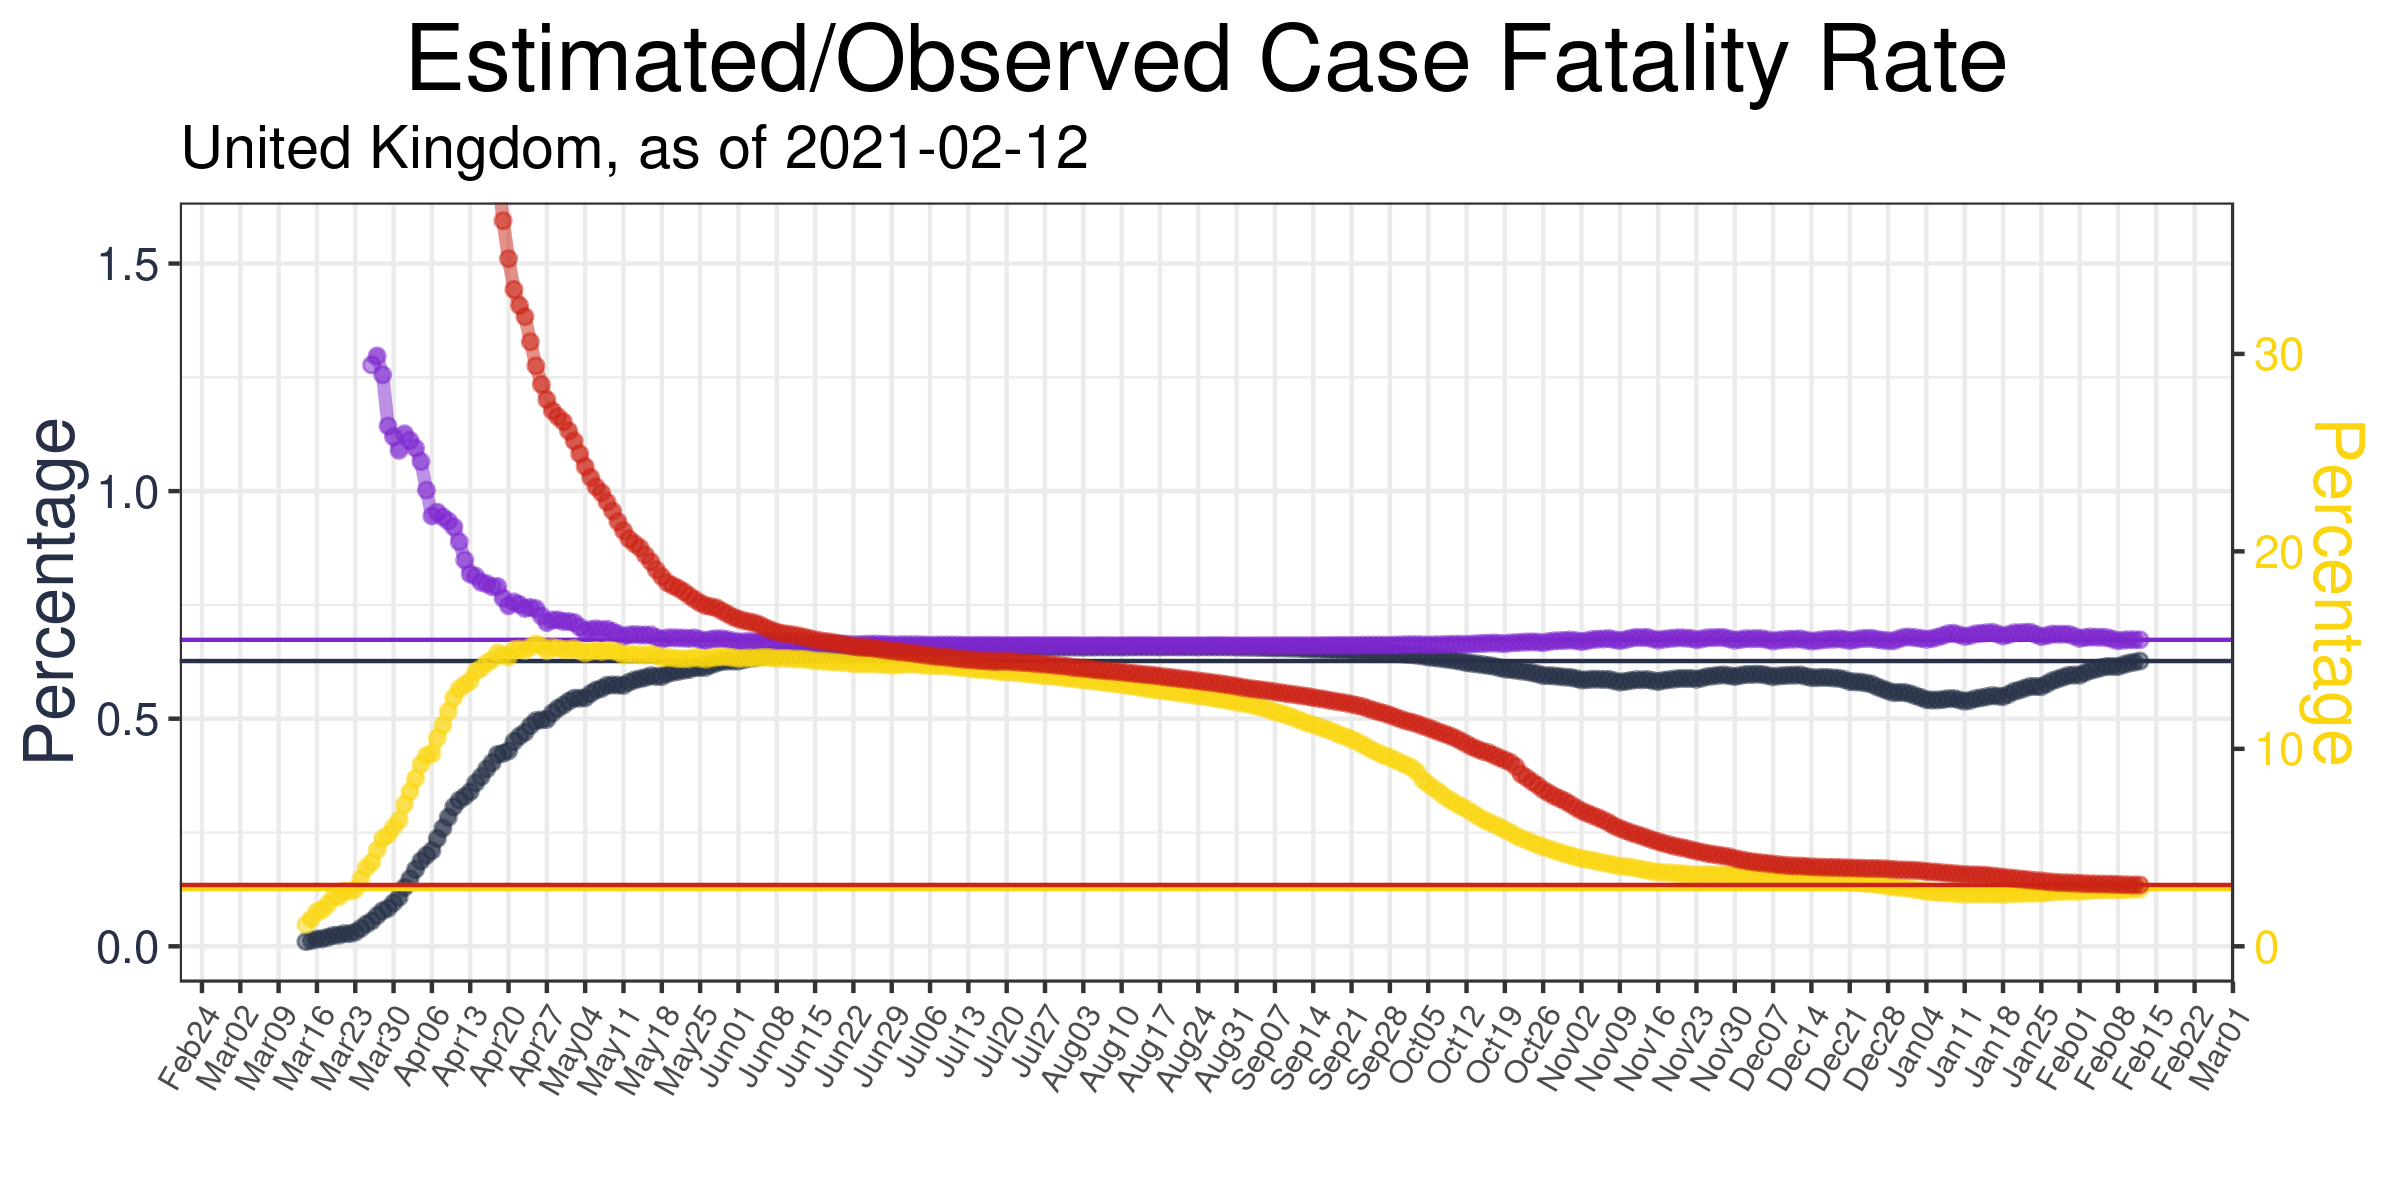 Estimated/Observed Case Fatality Rate
United Kingdom, as of 2021-02-12
Percentage
1.5
1.0
0.5
0.0
30
20
10
0
Percentage
Feb24 Mar02 Mar09 Mar16 Mar23 Mar30 Apr06 Apr13 Apr20 Apr27 May04 May11 May18 May25 Jun01 Jun08 Jun15 Jun22 Jun29 Jul06 Jul13 Jul20 Jul27 Aug03 Aug10 Aug17 Aug24 Aug31 Sep07 Sep14 Sep21 Sep28 Oct05 Oct12 Oct19 Oct26 Nov02 Nov09 Nov16 Nov23 Nov30 Dec07 Dec14 Dec21 Dec28 Jan04 Jan11 Jan18 Jan25 Feb01 Feb08 Feb15 Feb22 Mar01